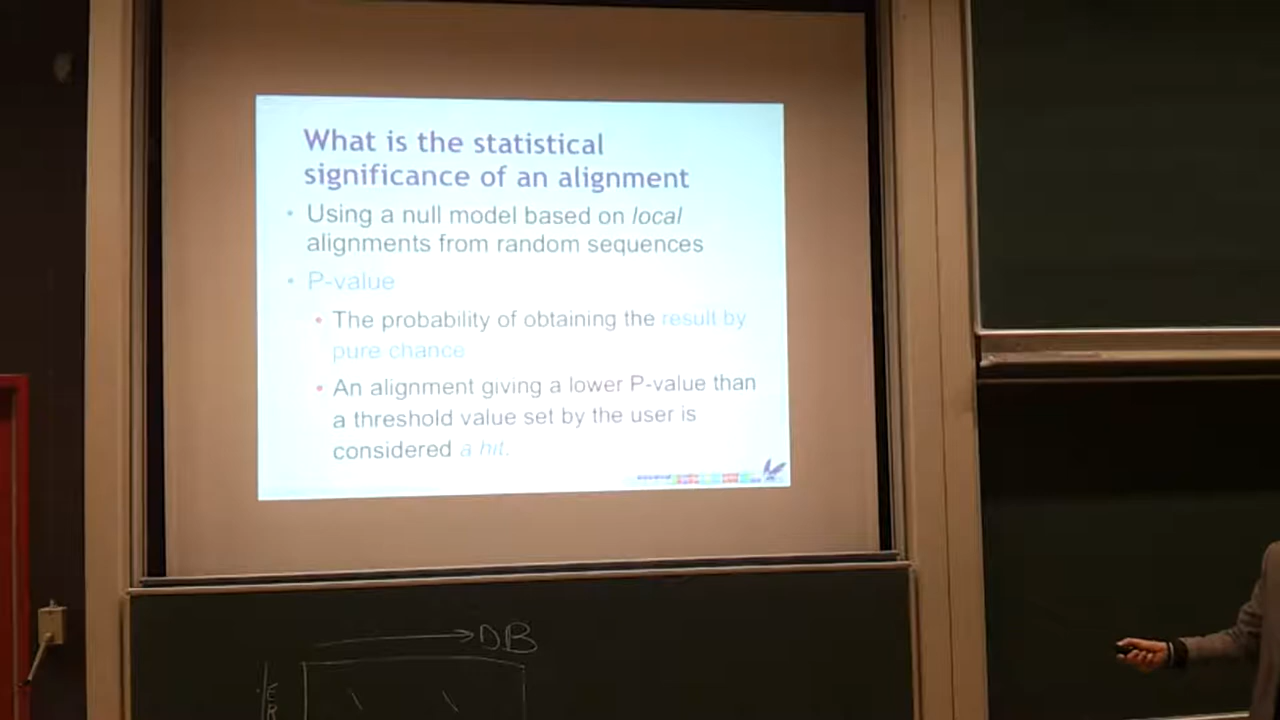 What is the statistical
significance of an alignment
• Using a null model based on local
alignments from random sequences
• P-value
• The probability of obtaining the result by
pure chance
• An alignment giving a lower P-value than
a threshold value set by the user is
considered a hit.
DB